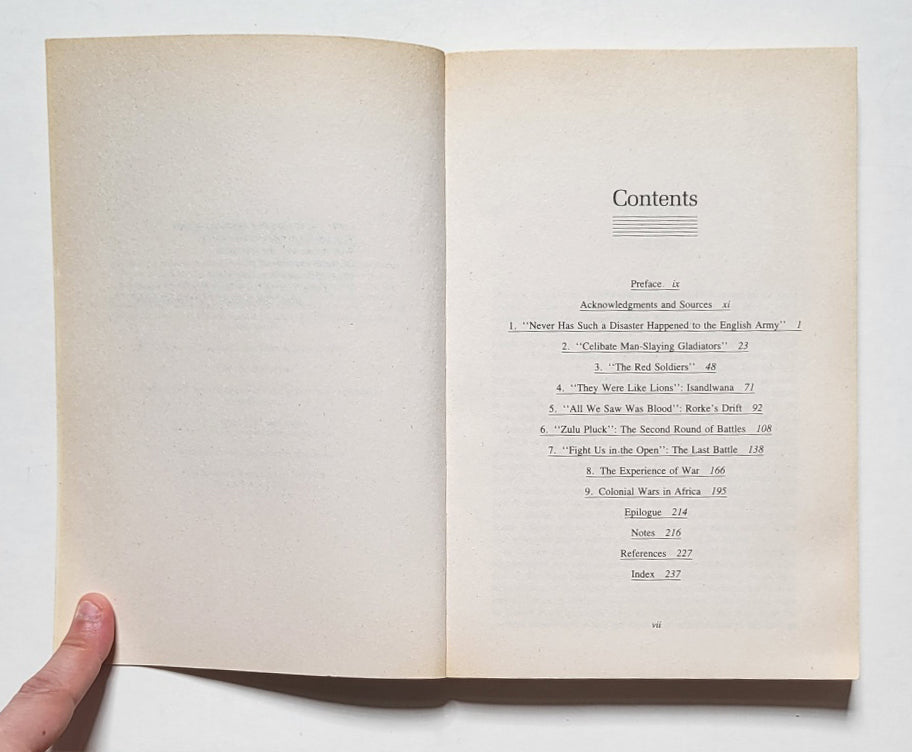 Contents
Preface ix
Acknowledgments and Sources xi
1. ‘‘Never Has Such a Disaster Happened to the English Army’’ 1
2. ‘‘Celibate Man-Slaying Gladiators’’ 23
3. ‘‘The Red Soldiers’’ 48
4. ‘‘They Were Like Lions’’: Isandlwana 71
5. ‘‘All We Saw Was Blood’’: Rorke's Drift 92
6. ‘‘Zulu Pluck’’: The Second Round of Battles 108
7. ‘‘Fight Us in the Open’’: The Last Battle 138
8. The Experience of War 166
9. Colonial Wars in Africa 195
Epilogue 214
Notes 216
References 227
Index 237
vii